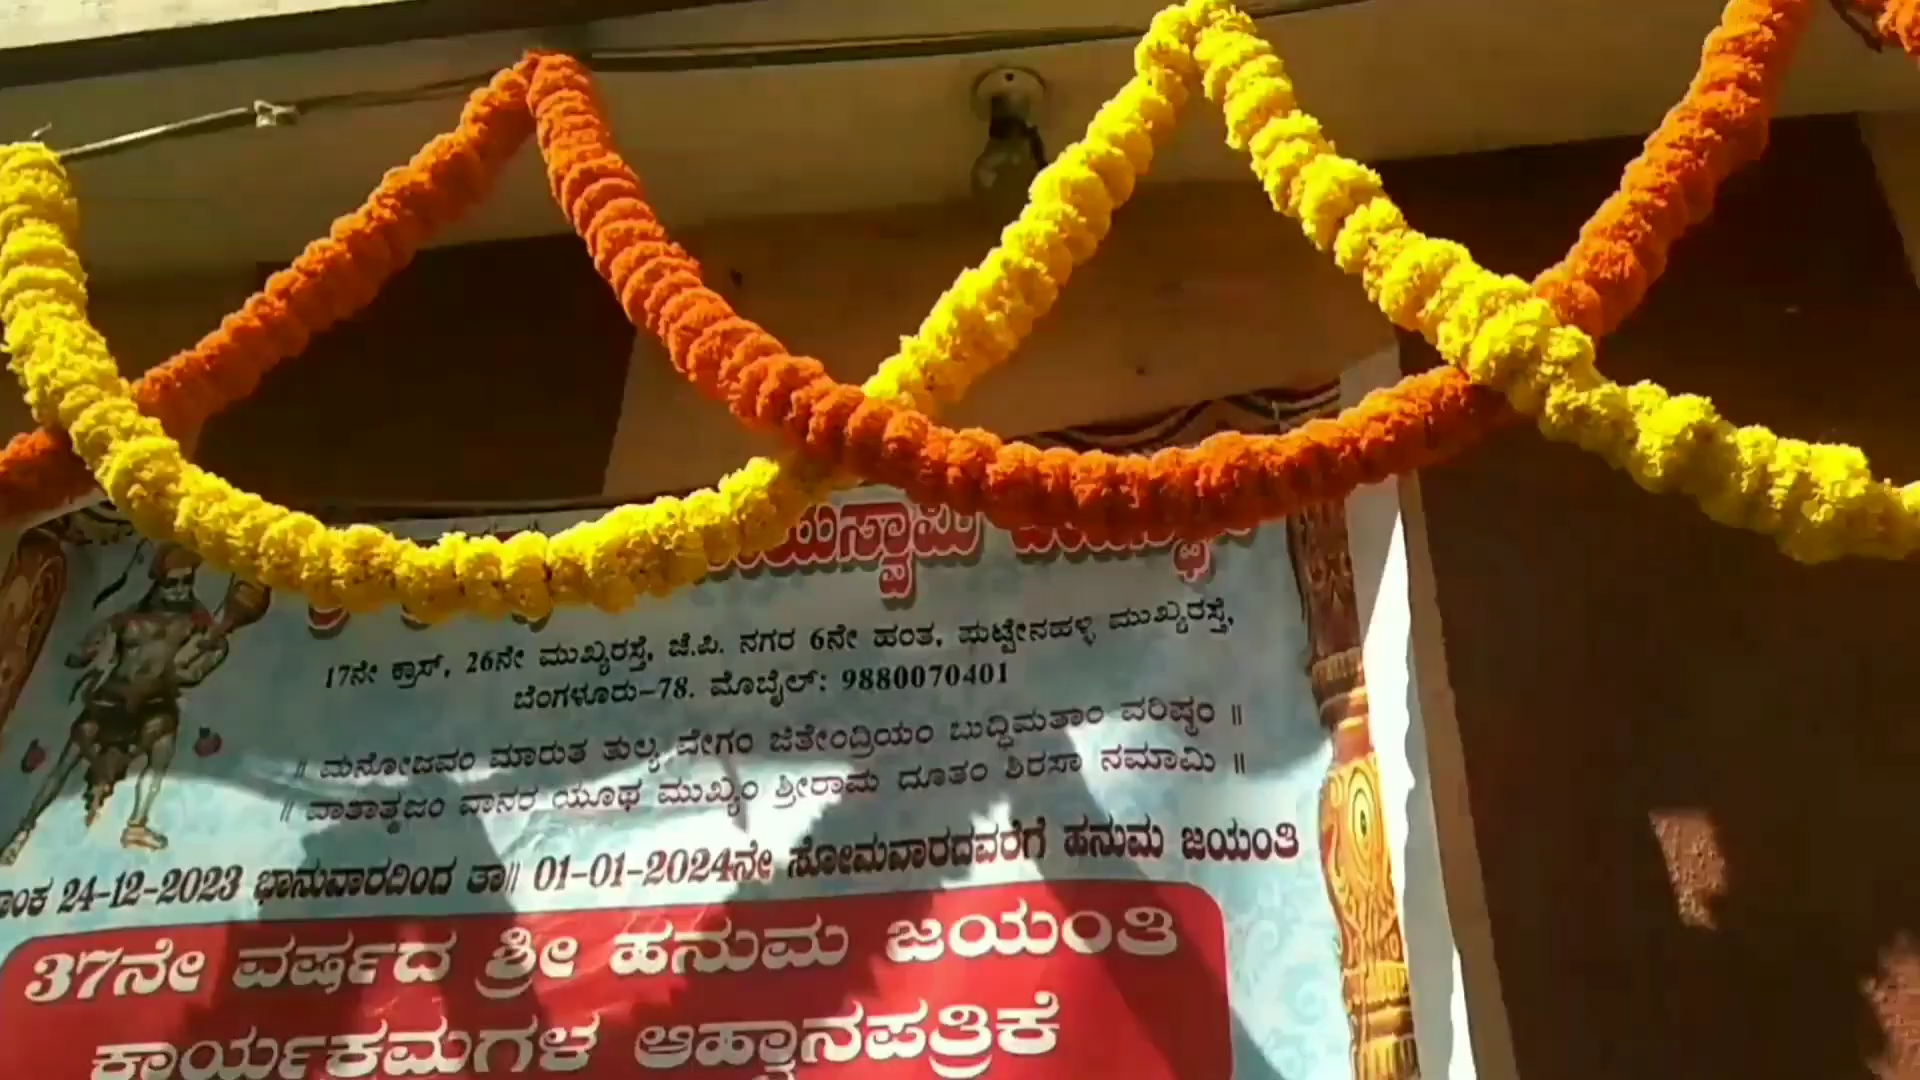 17ನೇ ಕ್ರಾಸ್, 26ನೇ ಮುಖ್ಯರಸ್ತೆ, ಜೆ.ಪಿ. ನಗರ 6ನೇ ಹಂತ, ಪುಟ್ಟೇನಹಳ್ಳಿ ಮುಖ್ಯರಸ್ತೆ,
ಬೆಂಗಳೂರು–78. ಮೊಬೈಲ್: 9880070401
|| ಮನೋಜವಂ ಮಾರುತ ತುಲ್ಯ ವೇಗಂ ಜಿತೇಂದ್ರಿಯಂ ಬುದ್ಧಿಮತಾಂ ವರಿಷ್ಠಂ ||
|| ವಾತಾತ್ಮಜಂ ವಾನರ ಯೂಥ ಮುಖ್ಯಂ ಶ್ರೀರಾಮ ದೂತಂ ಶಿರಸಾ ನಮಾಮಿ ||
24-12-2023 ಭಾನುವಾರದಿಂದ ತಾ|| 01-01-2024ನೇ ಸೋಮವಾರದವರೆಗೆ ಹನುಮ ಜಯಂತಿ
37ನೇ ವರ್ಷದ ಶ್ರೀ ಹನುಮ ಜಯಂತಿ
ಕಾರ್ಯಕ್ರಮಗಳ ಆಹ್ವಾನಪತ್ರಿಕೆ